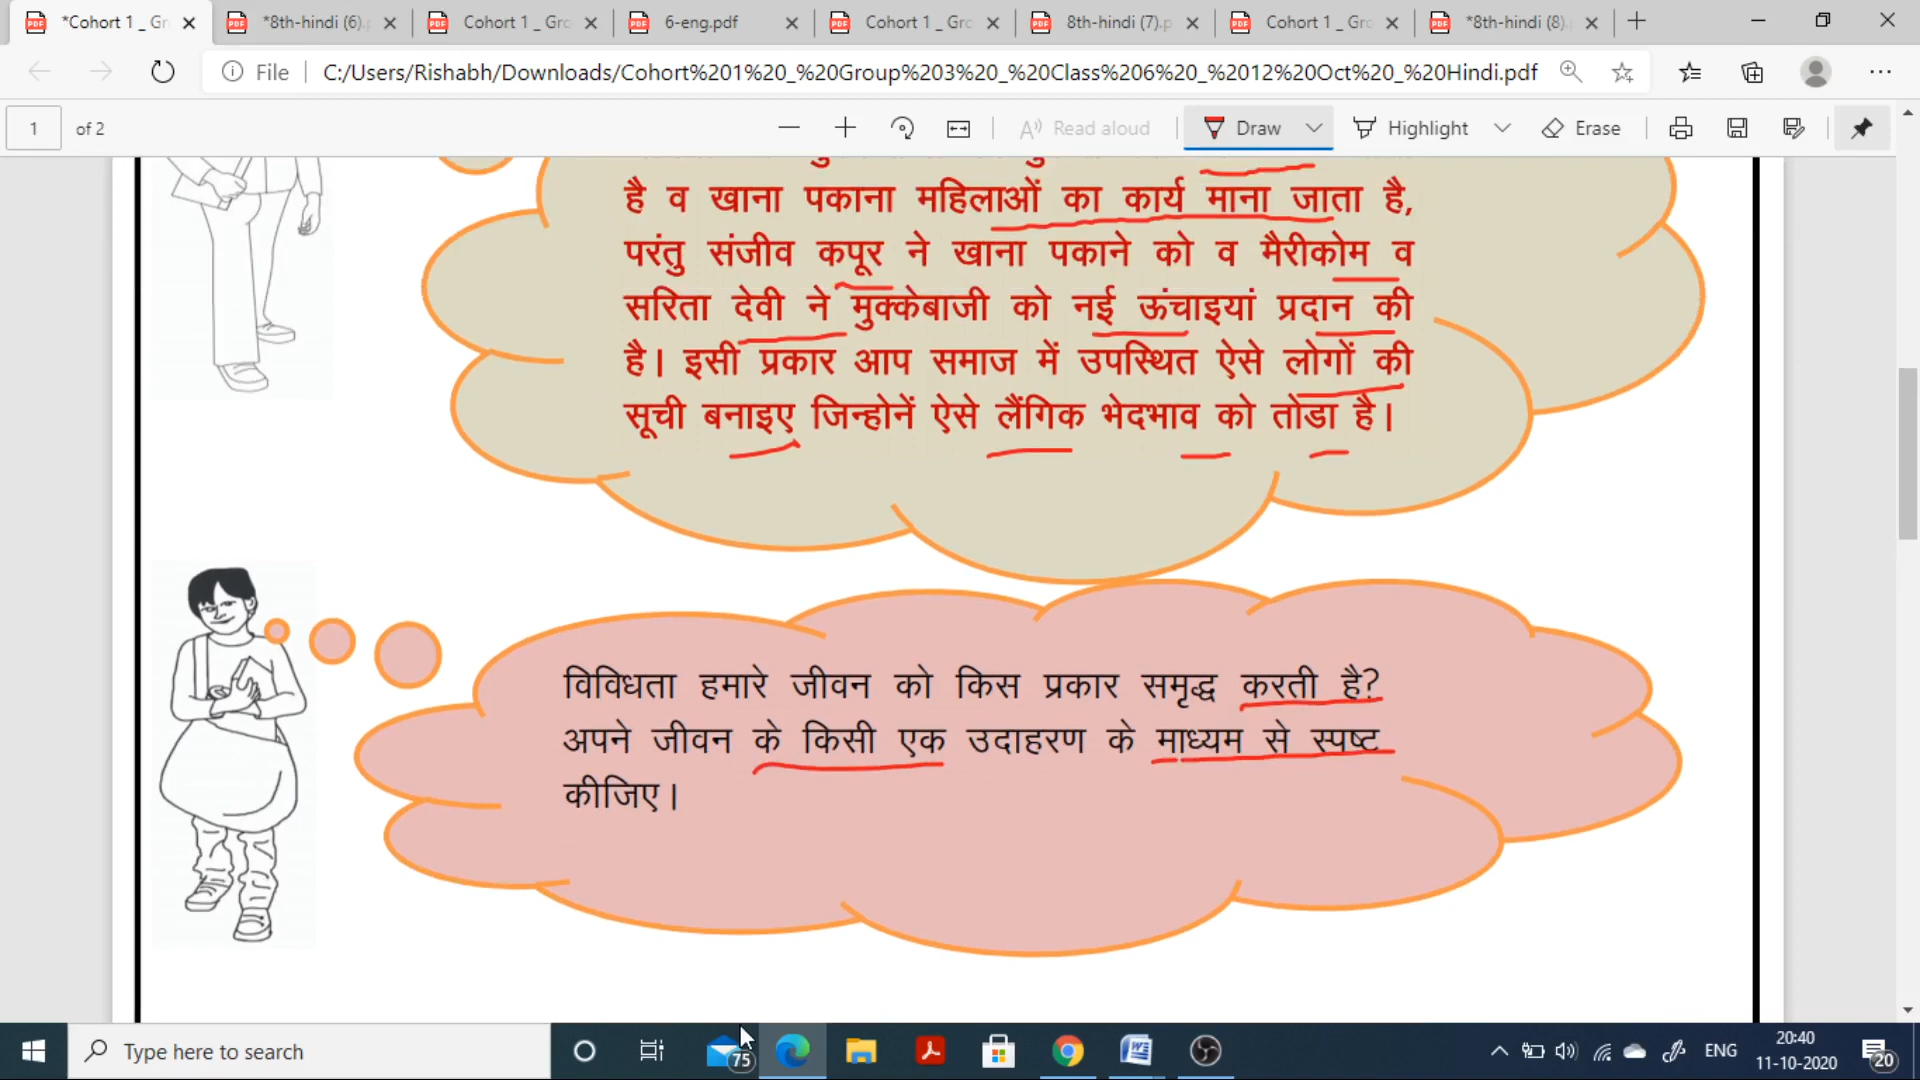 *Cohort 1 _ Gr
*8th-hindi (6).
Cohort 1 _ Gr
6-eng.pdf
Cohort 1 _ Gr
8th-hindi (7).p
Cohort 1 _ Gr
*8th-hindi (8).
File
C:/Users/Rishabh/Downloads/Cohort%201%20_%20Group%203%20_%20Class%206%20_%2012%20Oct%20_%20Hindi.pdf
1 of 2
Read aloud
Draw
Highlight
Erase
है व खाना पकाना महिलाओं का कार्य माना जाता है,
परंतु संजीव कपूर ने खाना पकाने को व मैरीकोम व
सरिता देवी ने मुक्केबाजी को नई ऊंचाइयां प्रदान की
है। इसी प्रकार आप समाज में उपस्थित ऐसे लोगों की
सूची बनाइए जिन्होनें ऐसे लैंगिक भेदभाव को तोडा है।
विविधता हमारे जीवन को किस प्रकार समृद्ध करती है?
अपने जीवन के किसी एक उदाहरण के माध्यम से स्पष्ट
कीजिए।
Type here to search
75
ENG
20:40
11-10-2020
20